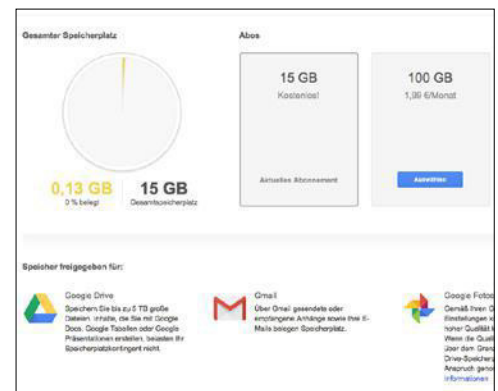 Gesamter Speicherplatz
Abos
15 GB
Kostenlos!
Aktuelles Abonnement
100 GB
1,99 €/Monat
Auswählen
0,13 GB
0 % belegt
15 GB
Gesamtspeicherplatz
Speicher freigegeben für:
Google Drive
Speichern Sie bis zu 5 TB große
Dateien. Inhalte, die Sie mit Google
Docs, Google Tabellen oder Google
Präsentationen erstellen, belasten Ihr
Speicherplatzkontingent nicht.
Gmail
Über Gmail gesendete oder
empfangene Anhänge sowie Ihre E-
Mails belegen Speicherplatz.
Google Fotos
Gemäß Ihren
Einstellungen
hoher Qualität
Wenn die
über dem
Drive-Speicher
Anspruch
Informationen